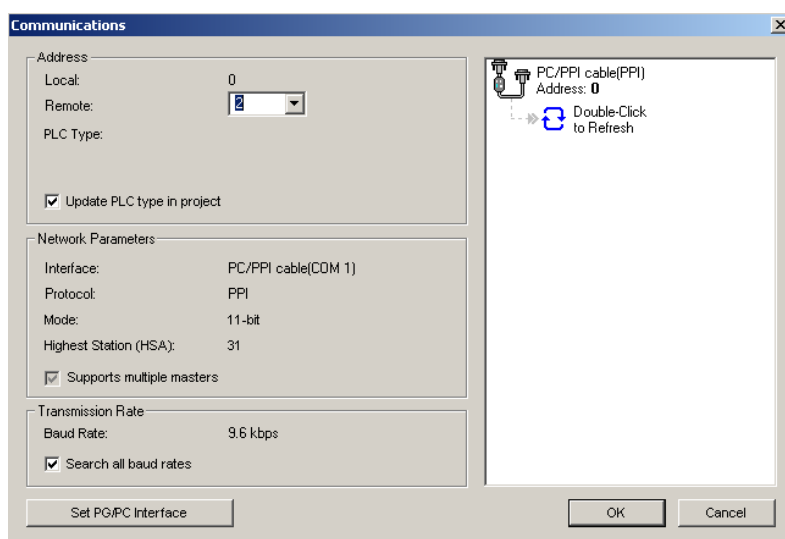 Communications
Address
Local: 0
Remote: 2
PLC Type:
Update PLC type in project
Network Parameters
Interface: PC/PPI cable(COM 1)
Protocol: PPI
Mode: 11-bit
Highest Station (HSA): 31
Supports multiple masters
Transmission Rate
Baud Rate: 9.6 kbps
Search all baud rates
Set PG/PC Interface
PC/PPI cable(PPI)
Address: 0
Double-Click
to Refresh
OK
Cancel